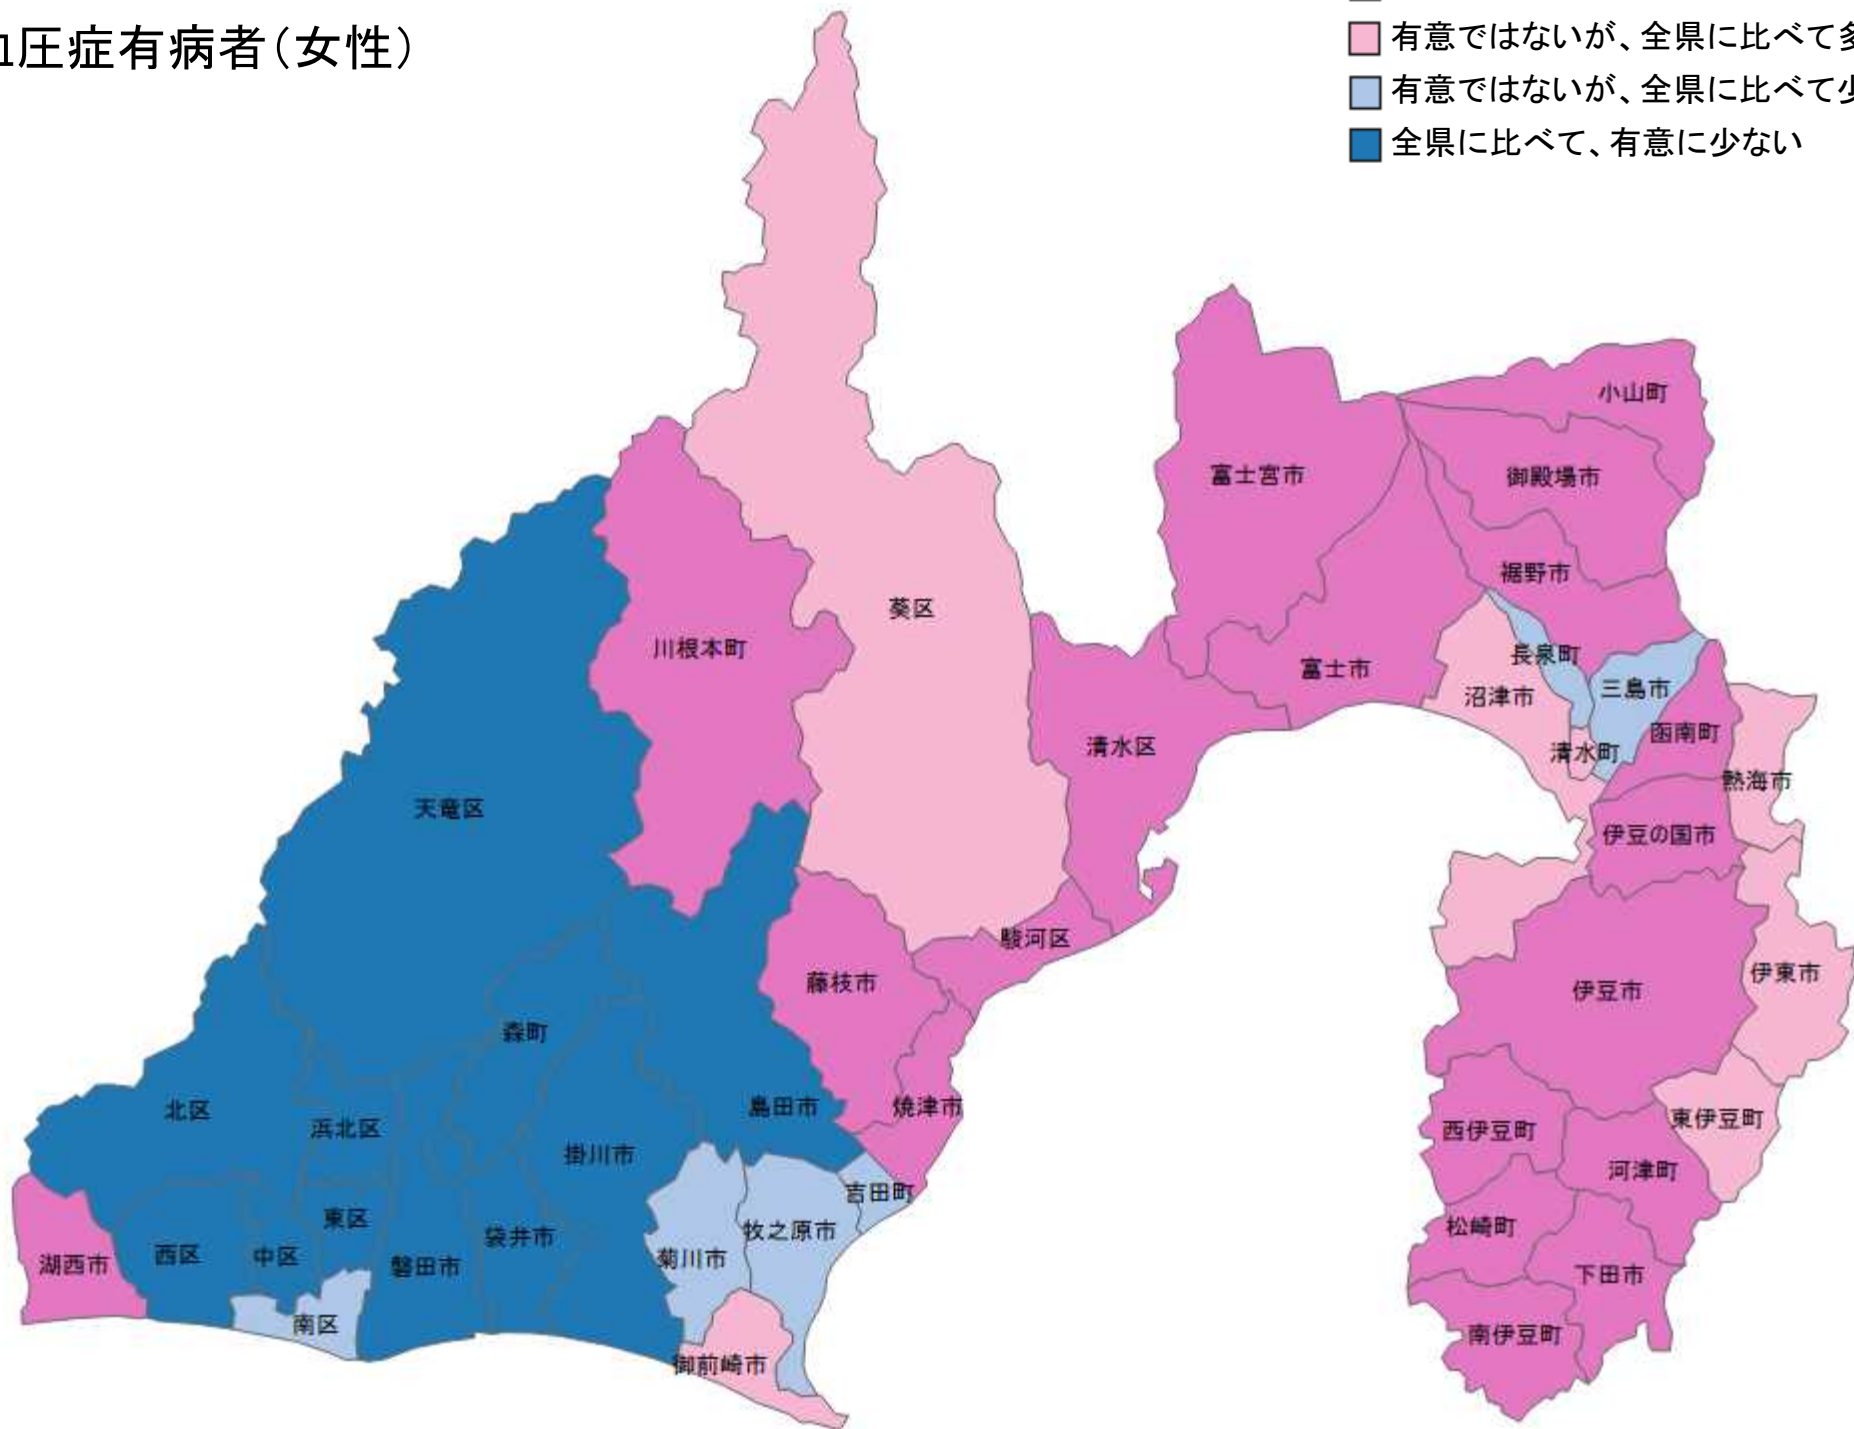 圧症有病者（女性）
有意ではないが、全県に比べて
有意ではないが、全県に比べて
全県に比べて、有意に少ない
小山町
富士宮市
御殿場市
裾野市
葵区
川根本町
長泉町
富士市
三島市
沼津市
函南町
清水区
清水町
熱海市
天竜区
伊豆の国市
駿河区
伊東市
藤枝市
伊豆市
森町
北区
島田市
焼津市
東伊豆町
浜北区
西伊豆町
掛川市
河津町
吉田町
東区
松崎町
牧之原市
袋井市
西区
中区
菊川市
湖西市
磐田市
下田市
南区
南伊豆町
御前崎市